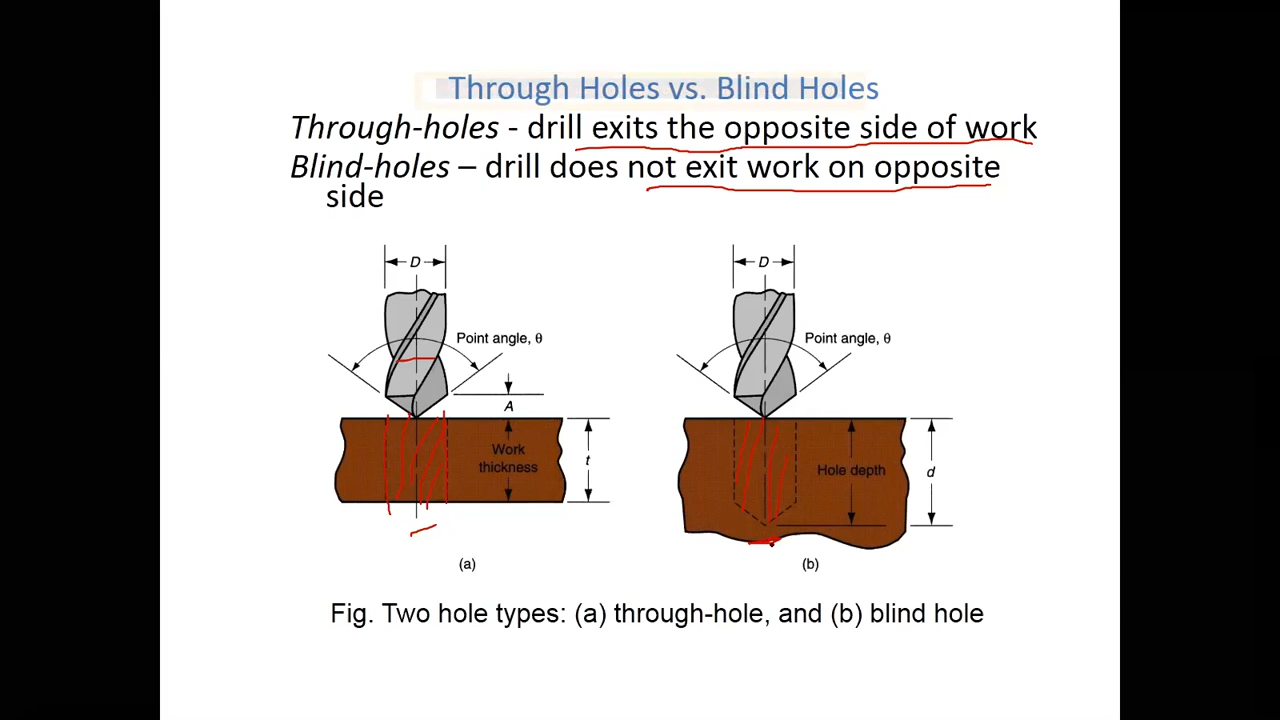 Through Holes vs. Blind Holes
Through-holes - drill exits the opposite side of work
Blind-holes – drill does not exit work on opposite
side
D
D
Point angle, θ
Point angle, θ
A
Work
thickness
t
Hole depth
d
(a)
(b)
Fig. Two hole types: (a) through-hole, and (b) blind hole